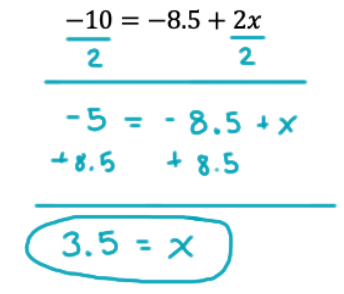 −10 = −8.5 + 2x
2 2
-5 = -8.5 + x
+8.5 +8.5
3.5 = x